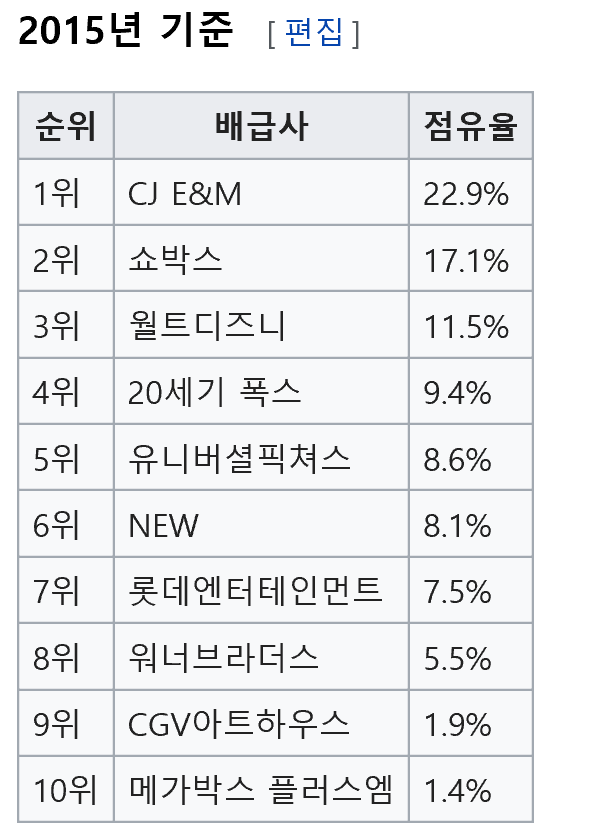 2015년 기준 [ 편집 ]
순위 배급사 점유율
1위 CJ E&M 22.9%
2위 쇼박스 17.1%
3위 월트디즈니 11.5%
4위 20세기 폭스 9.4%
5위 유니버셜픽쳐스 8.6%
6위 NEW 8.1%
7위 롯데엔터테인먼트 7.5%
8위 워너브라더스 5.5%
9위 CGV아트하우스 1.9%
10위 메가박스 플러스엠 1.4%